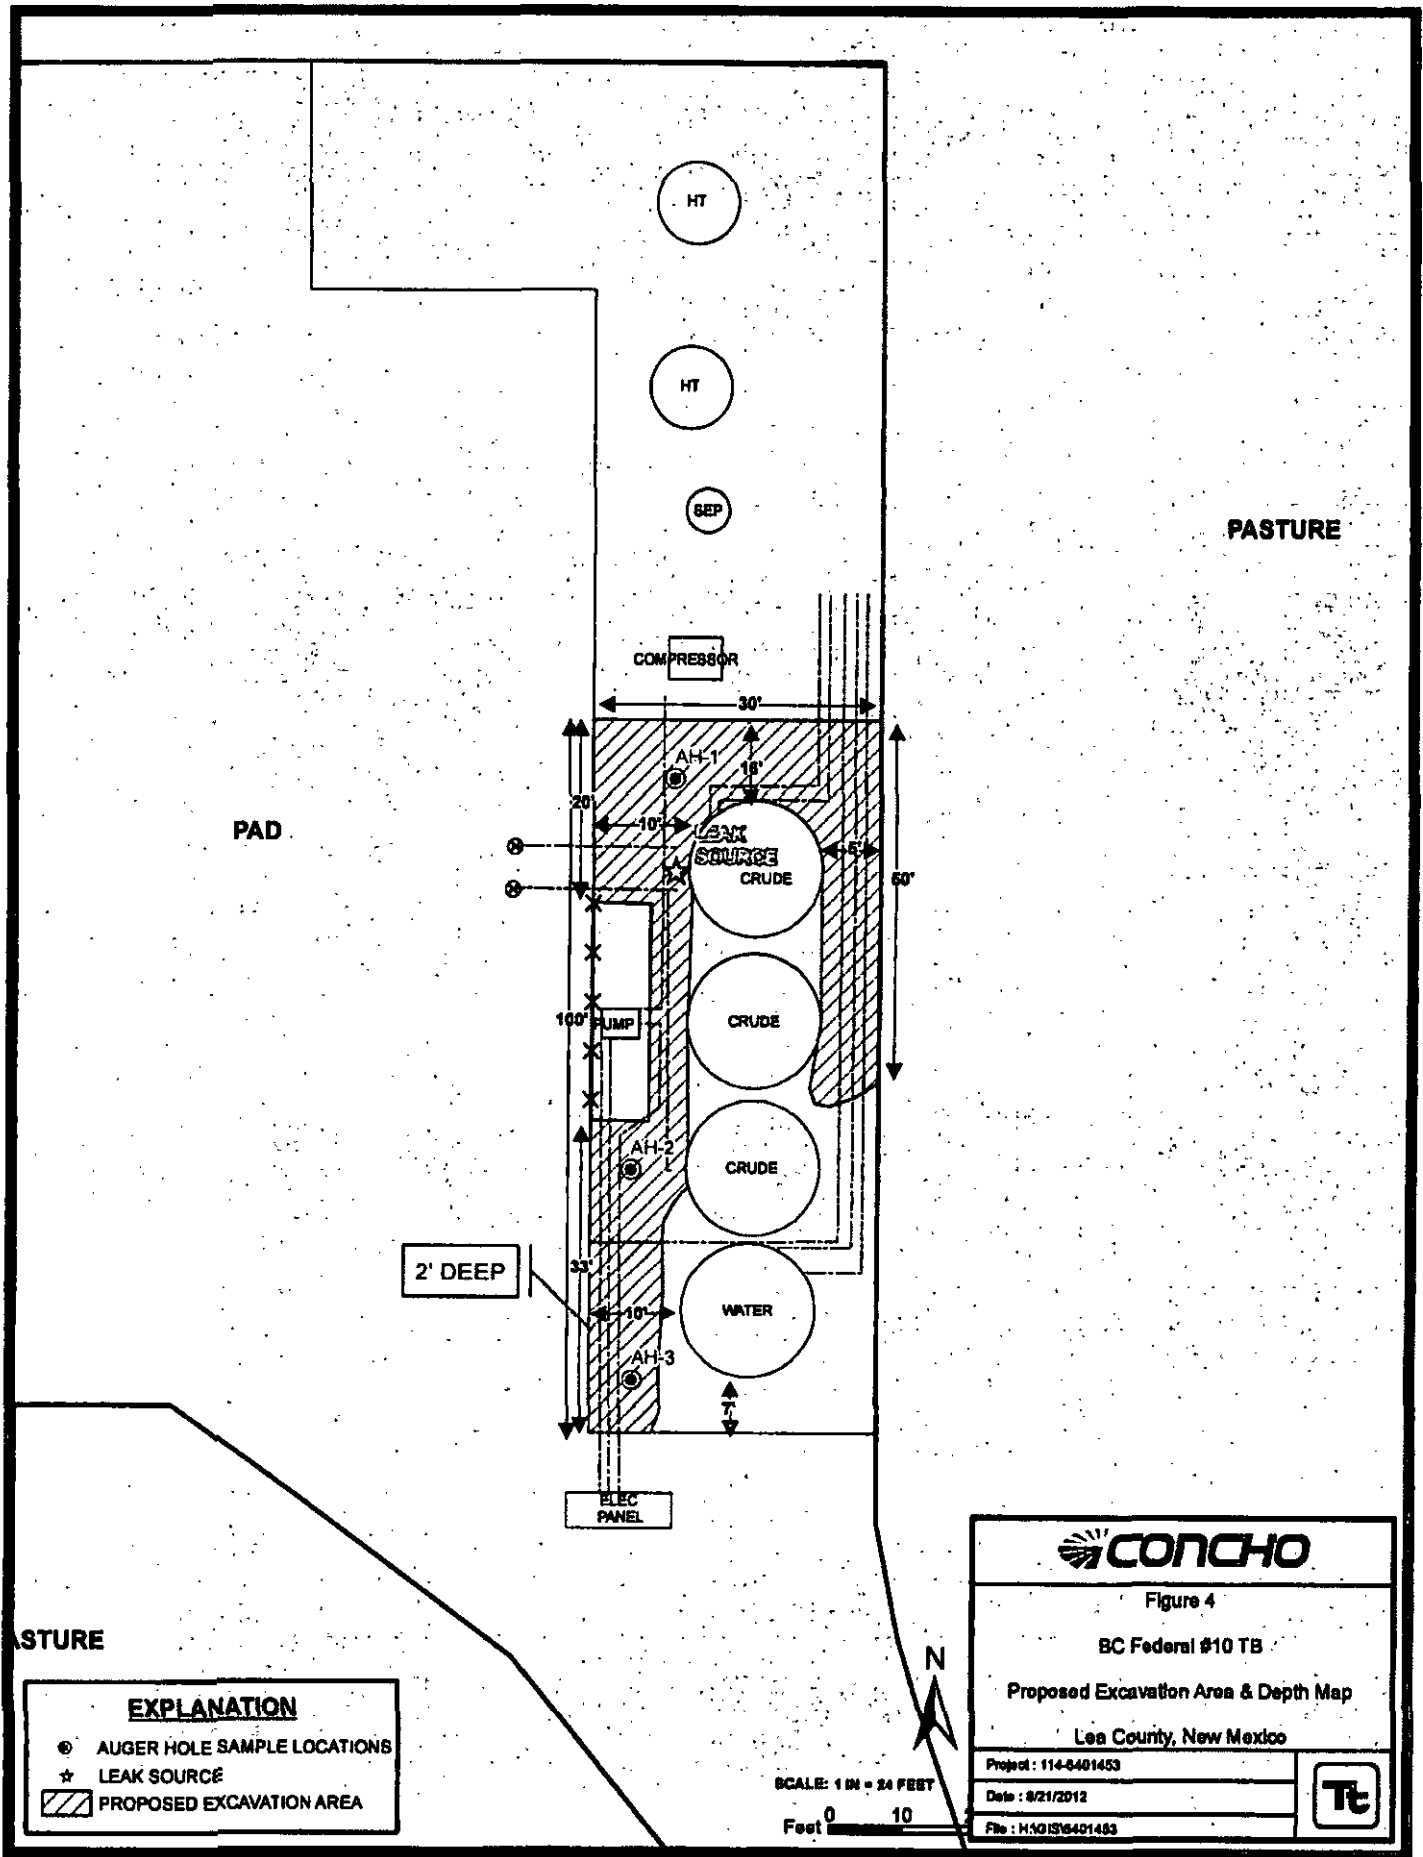 HT
HT
SEP
PASTURE
COMPRESSOR
30'
AH-1
16'
20'
PAD
10'
LEAK
SOURCE
5'
CRUDE
60'
100'
PUMP
CRUDE
AH-2
CRUDE
2' DEEP
33'
10'
WATER
AH-3
7'
ELEC
PANEL
CONCHO
Figure 4
BC Federal #10 TB
Proposed Excavation Area & Depth Map
Lea County, New Mexico
Project : 114-6401453
Date : 8/21/2012
File : H:\GIS\6401453
Tt
N
SCALE: 1 IN = 24 FEET
Feet 0 10
ASTURE
EXPLANATION
AUGER HOLE SAMPLE LOCATIONS
LEAK SOURCE
PROPOSED EXCAVATION AREA